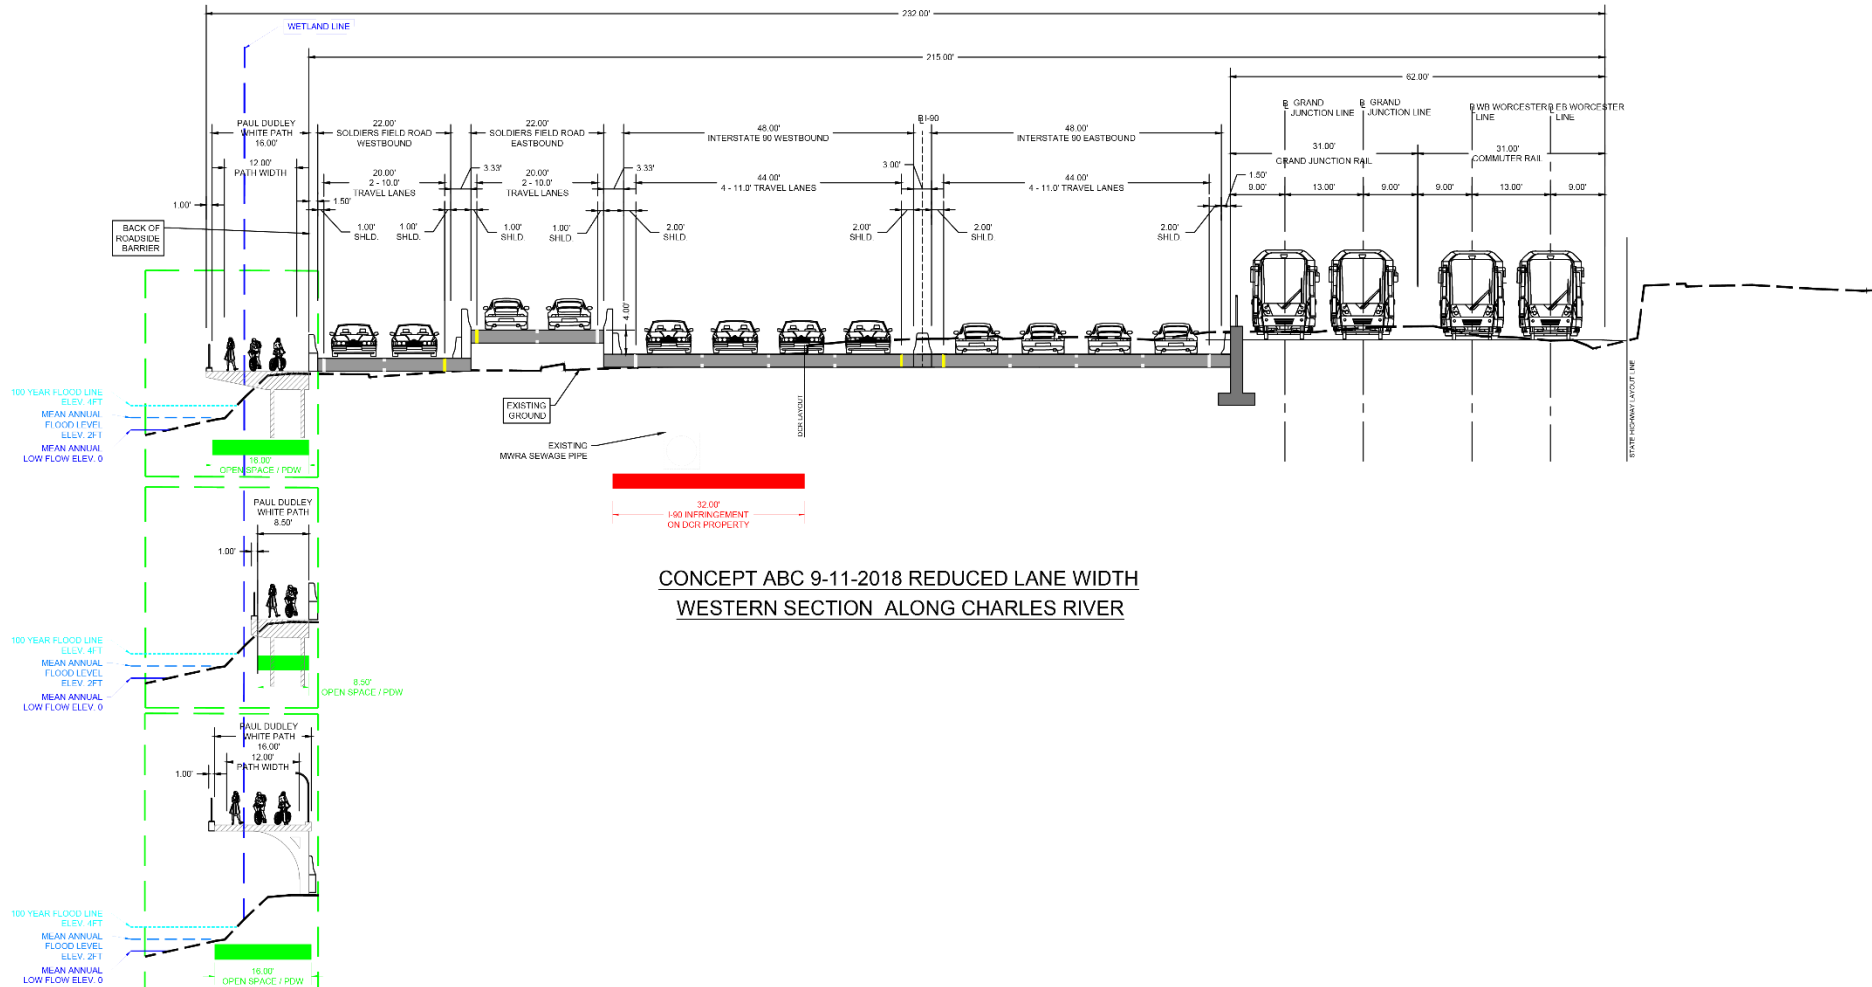 232.00'
WETLAND LINE
215.00'
62.00'
PAUL DUDLEY
WHITE PATH
16.00'
12.00'
PATH WIDTH
1.00'
1.50'
BACK OF
ROADSIDE
BARRIER
22.00'
SOLDIERS FIELD ROAD
WESTBOUND
20.00'
2 - 10.0'
TRAVEL LANES
1.00'
SHLD.
1.00'
SHLD.
3.33'
22.00'
SOLDIERS FIELD ROAD
EASTBOUND
20.00'
2 - 10.0'
TRAVEL LANES
1.00'
SHLD.
1.00'
SHLD.
3.33'
48.00'
INTERSTATE 90 WESTBOUND
44.00'
4 - 11.0' TRAVEL LANES
2.00'
SHLD.
2.00'
SHLD.
4.00'
I-90
3.00'
48.00'
INTERSTATE 90 EASTBOUND
44.00'
4 - 11.0' TRAVEL LANES
2.00'
SHLD.
2.00'
SHLD.
1.50'
GRAND
JUNCTION LINE
GRAND
JUNCTION LINE
WB WORCESTER
LINE
EB WORCESTER
LINE
31.00'
GRAND JUNCTION RAIL
31.00'
COMMUTER RAIL
9.00'
13.00'
9.00'
9.00'
13.00'
9.00'
100 YEAR FLOOD LINE
ELEV. 4FT
MEAN ANNUAL
FLOOD LEVEL
ELEV. 2FT
MEAN ANNUAL
LOW FLOW ELEV. 0
16.00'
OPEN SPACE / PDW
EXISTING
GROUND
EXISTING
MWRA SEWAGE PIPE
DCR LAYOUT
STATE HIGHWAY LAYOUT LINE
32.00'
I-90 INFRINGEMENT
ON DCR PROPERTY
PAUL DUDLEY
WHITE PATH
8.50'
1.00'
100 YEAR FLOOD LINE
ELEV. 4FT
MEAN ANNUAL
FLOOD LEVEL
ELEV. 2FT
MEAN ANNUAL
LOW FLOW ELEV. 0
8.50'
OPEN SPACE / PDW
CONCEPT ABC 9-11-2018 REDUCED LANE WIDTH
WESTERN SECTION ALONG CHARLES RIVER
PAUL DUDLEY
WHITE PATH
16.00'
12.00'
PATH WIDTH
1.00'
100 YEAR FLOOD LINE
ELEV. 4FT
MEAN ANNUAL
FLOOD LEVEL
ELEV. 2FT
MEAN ANNUAL
LOW FLOW ELEV. 0
16.00'
OPEN SPACE / PDW